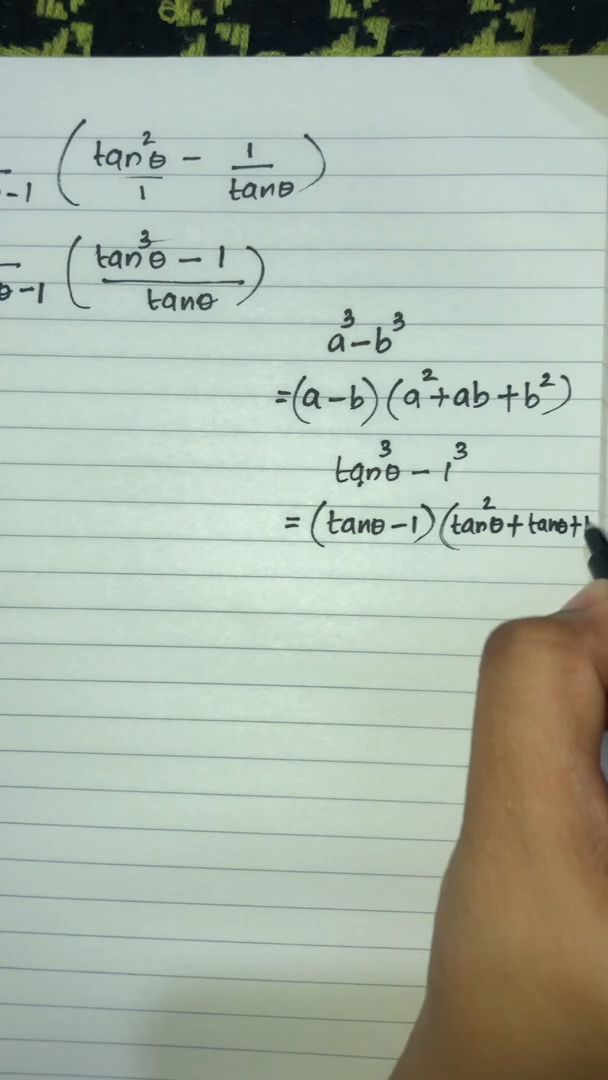 -1 ( tan²θ/1 - 1/tanθ )
θ-1 ( tan³θ - 1/tanθ )
a³-b³
=(a-b)(a²+ab+b²)
tan³θ - 1³
= (tanθ-1)(tan²θ+tanθ+1